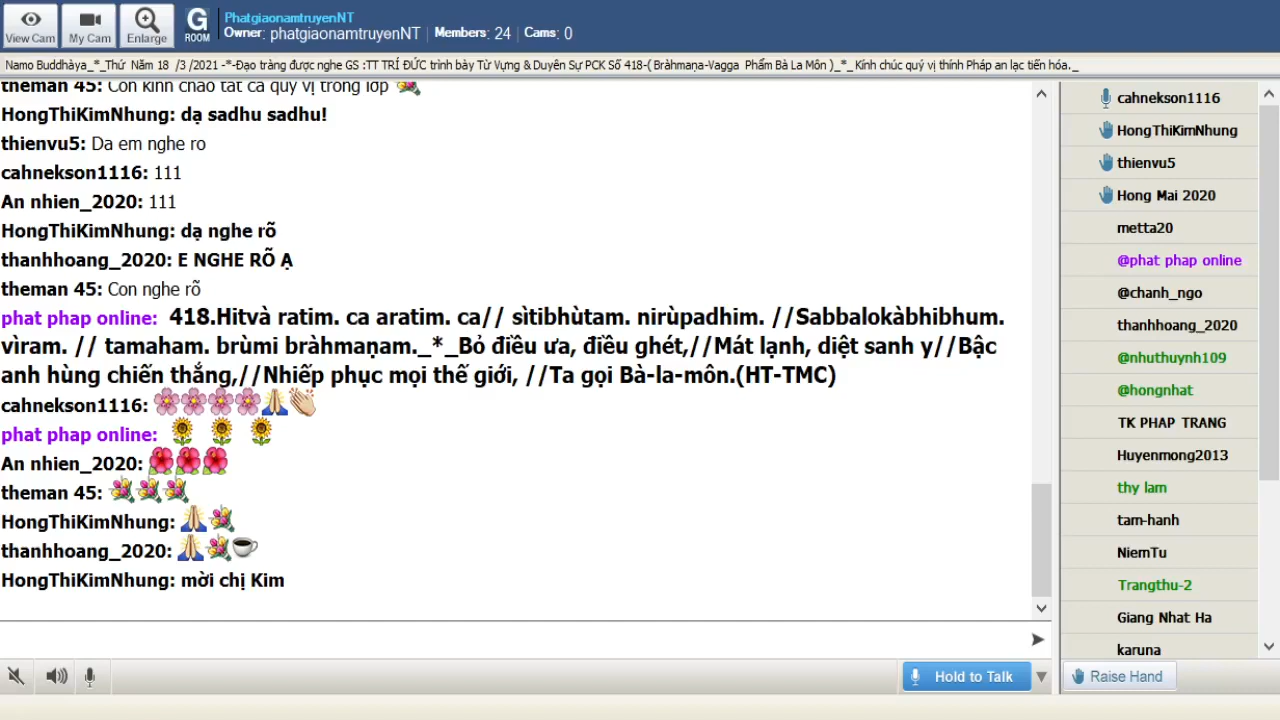 View Cam
My Cam
Enlarge
G
ROOM
PhatgiaonamtruyenNT
Owner: phatgiaonamtruyenNT | Members: 24 | Cams: 0
Namo Buddhàya_*_Thứ Năm 18 /3 /2021 -*-Đạo tràng được nghe GS :TT TRÍ ĐỨC trình bày Từ Vựng & Duyên Sự PCK Số 418-( Bràhmaṇa-Vagga Phẩm Bà La Môn )_*_ Kính chúc quý vị thính Pháp an lạc tiến hóa._
theman 45: Con kính chào tất cả quý vị trong lớp
HongThiKimNhung: dạ sadhu sadhu!
thienvu5: Da em nghe ro
cahnekson1116: 111
An nhien_2020: 111
HongThiKimNhung: dạ nghe rõ
thanhhoang_2020: E NGHE RÕ Ạ
theman 45: Con nghe rõ
phat phap online: 418.Hitvà ratim. ca aratim. ca// sìtibhùtam. nirùpadhim. //Sabbalokàbhibhum.
vìram. // tamaham. brùmi bràhmaṇam._*_Bỏ điều ưa, điều ghét,//Mát lạnh, diệt sanh y//Bậc
anh hùng chiến thắng,//Nhiếp phục mọi thế giới, //Ta gọi Bà-la-môn.(HT-TMC)
cahnekson1116: 🌸🌸🌸🌸🙏👏
phat phap online: 🌻 🌻 🌻
An nhien_2020: 🌺🌺🌺
theman 45: 💐💐💐
HongThiKimNhung: 🙏💐
thanhhoang_2020: 🙏💐☕
HongThiKimNhung: mời chị Kim
cahnekson1116
HongThiKimNhung
thienvu5
Hong Mai 2020
metta20
@phat phap online
@chanh_ngo
thanhhoang_2020
@nhuthuynh109
@hongnhat
TK PHAP TRANG
Huyenmong2013
thy lam
tam-hanh
NiemTu
Trangthu-2
Giang Nhat Ha
karuna
Hold to Talk
Raise Hand